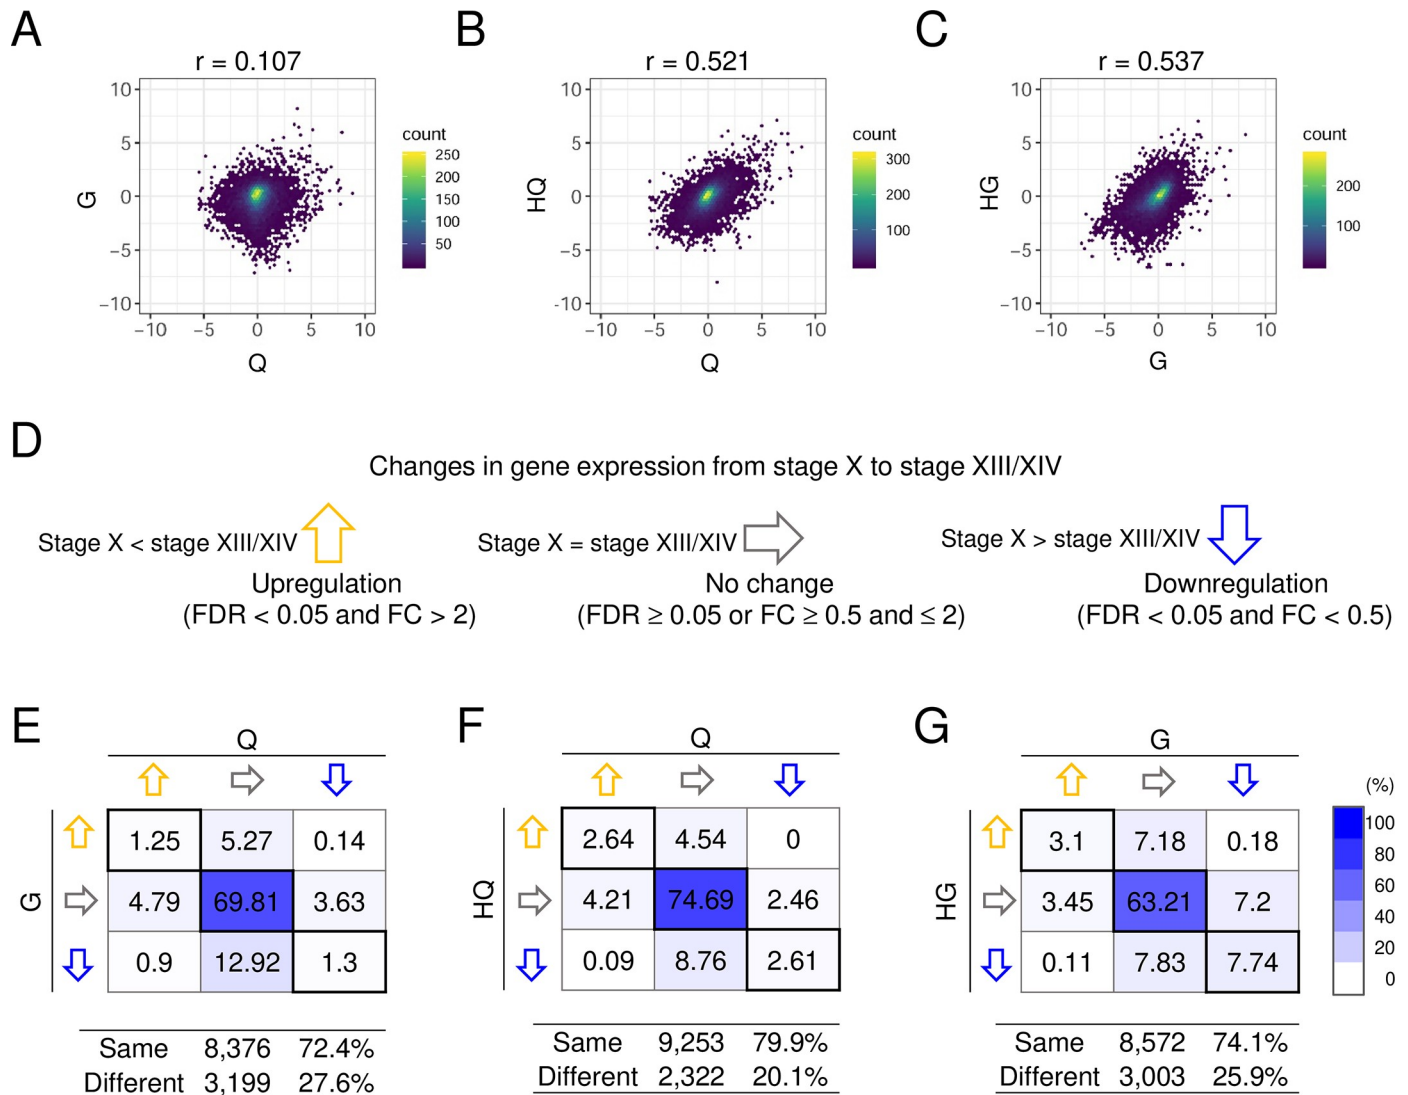 A
B
C
r = 0.107
r = 0.521
r = 0.537
10
5
0
−5
−10
G
−10 −5 0 5 10
Q
count
250
200
150
100
50
10
5
0
−5
−10
HQ
−10 −5 0 5 10
Q
count
300
200
100
10
5
0
−5
−10
HG
−10 −5 0 5 10
G
count
200
100
D
Changes in gene expression from stage X to stage XIII/XIV
Stage X < stage XIII/XIV
Upregulation
(FDR < 0.05 and FC > 2)
Stage X = stage XIII/XIV
No change
(FDR ≥ 0.05 or FC ≥ 0.5 and ≤ 2)
Stage X > stage XIII/XIV
Downregulation
(FDR < 0.05 and FC < 0.5)
E
Q
G
1.25 5.27 0.14
4.79 69.81 3.63
0.9 12.92 1.3
Same 8,376 72.4%
Different 3,199 27.6%
F
Q
HQ
2.64 4.54 0
4.21 74.69 2.46
0.09 8.76 2.61
Same 9,253 79.9%
Different 2,322 20.1%
G
G
HG
3.1 7.18 0.18
3.45 63.21 7.2
0.11 7.83 7.74
Same 8,572 74.1%
Different 3,003 25.9%
(%)
100
80
60
40
20
0